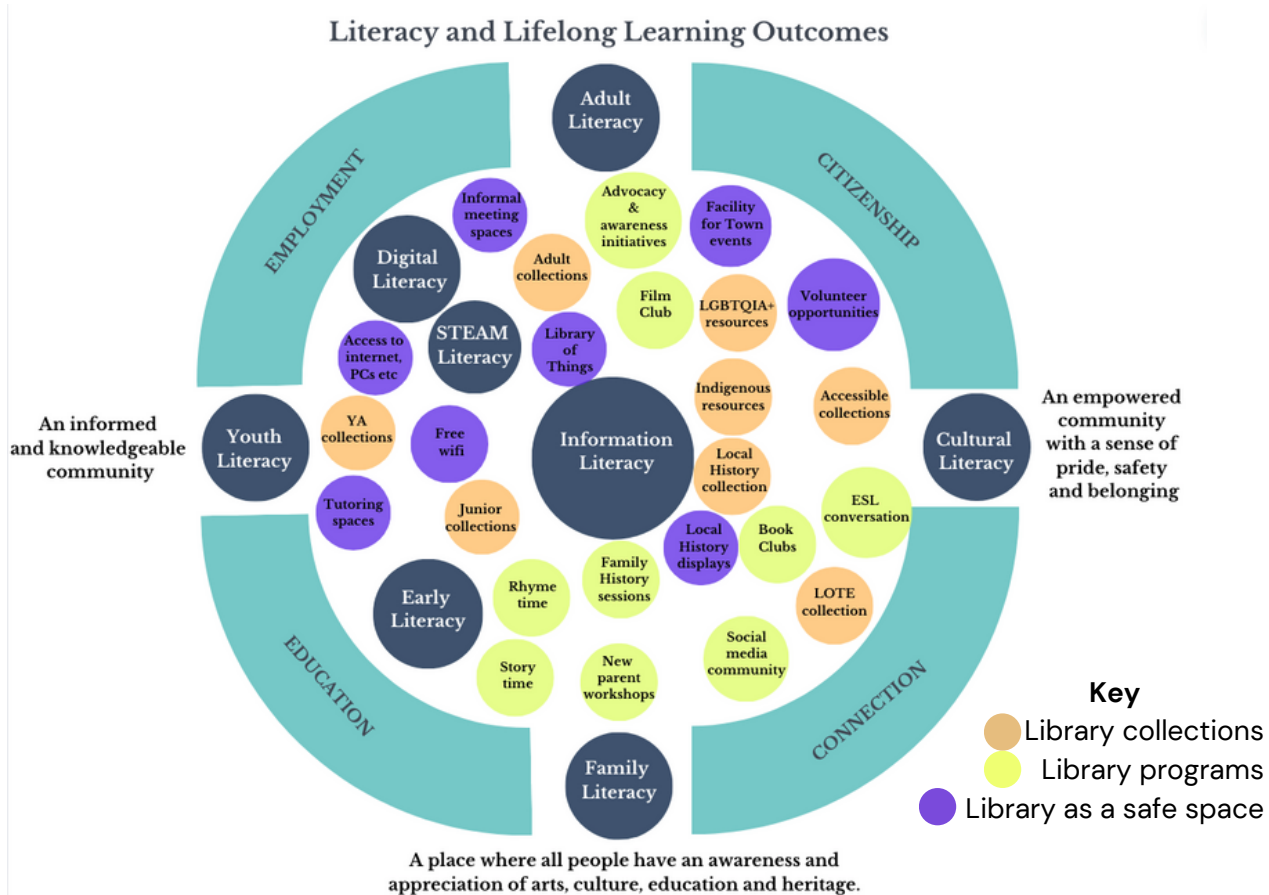 Literacy and Lifelong Learning Outcomes
Adult
Literacy
EMPLOYMENT
CITIZENSHIP
Informal
meeting
spaces
Advocacy
&
awareness
initiatives
Facility
for Town
events
Digital
Literacy
Adult
collections
Film
Club
LGBTQIA+
resources
Volunteer
opportunities
Access to
internet,
PCs etc
STEAM
Literacy
Library
of
Things
Indigenous
resources
Accessible
collections
An informed
and knowledgeable
community
Youth
Literacy
YA
collections
Free
wifi
Information
Literacy
Local
History
collection
Cultural
Literacy
An empowered
community
with a sense of
pride, safety
and belonging
Tutoring
spaces
Junior
collections
Local
History
displays
Book
Clubs
ESL
conversation
Early
Literacy
Rhyme
time
Family
History
sessions
LOTE
collection
Story
time
New
parent
workshops
Social
media
community
EDUCATION
CONNECTION
Family
Literacy
Key
Library collections
Library programs
Library as a safe space
A place where all people have an awareness and
appreciation of arts, culture, education and heritage.